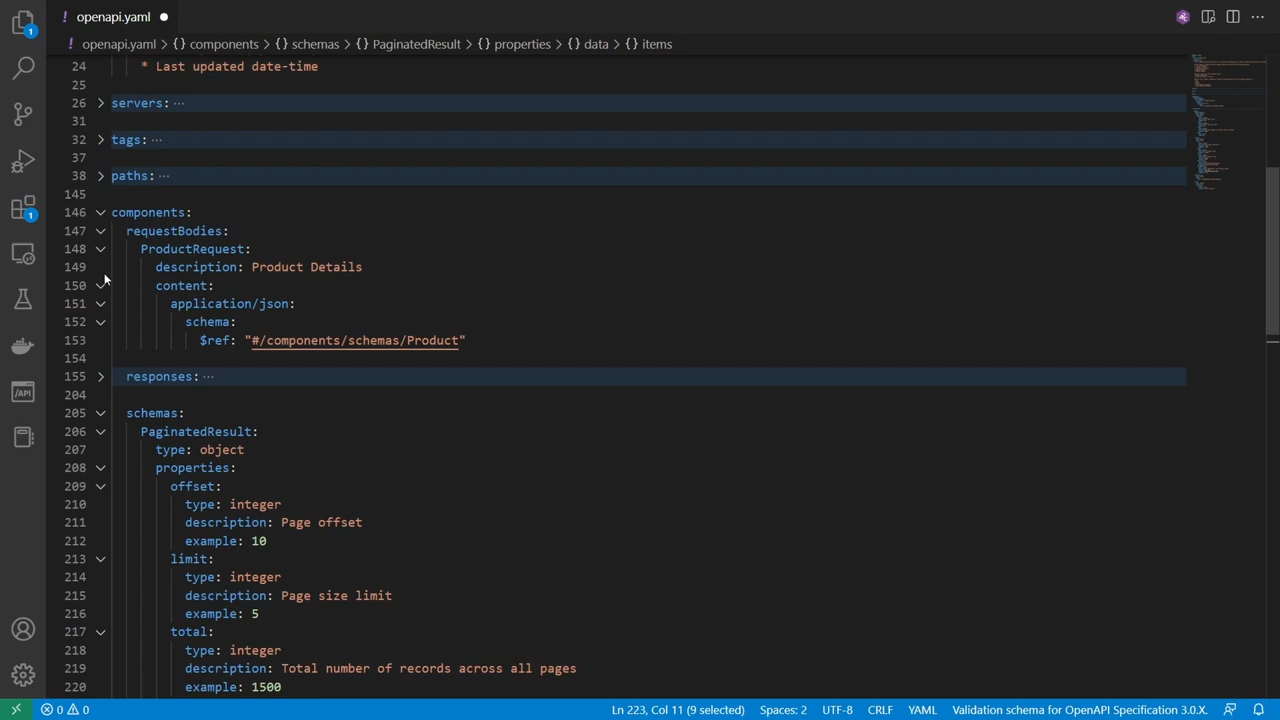 openapi.yaml
openapi.yaml > components > schemas > PaginatedResult > properties > data > items
24 * Last updated date-time
25
26 servers: ···
31
32 tags: ···
37
38 paths: ···
145
146 components:
147 requestBodies:
148 ProductRequest:
149 description: Product Details
150 content:
151 application/json:
152 schema:
153 $ref: "#/components/schemas/Product"
154
155 responses: ···
204
205 schemas:
206 PaginatedResult:
207 type: object
208 properties:
209 offset:
210 type: integer
211 description: Page offset
212 example: 10
213 limit:
214 type: integer
215 description: Page size limit
216 example: 5
217 total:
218 type: integer
219 description: Total number of records across all pages
220 example: 1500
1
1
/API
0 0 Ln 223, Col 11 (9 selected) Spaces: 2 UTF-8 CRLF YAML Validation schema for OpenAPI Specification 3.0.X.